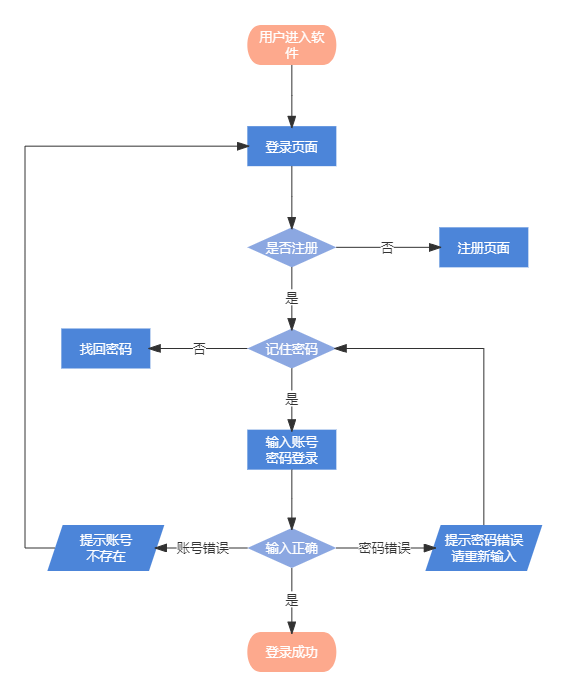 用户进入软
件
登录页面
是否注册
否
注册页面
是
找回密码
否
记住密码
是
输入账号
密码登录
提示账号
不存在
账号错误
输入正确
密码错误
提示密码错误
请重新输入
是
登录成功